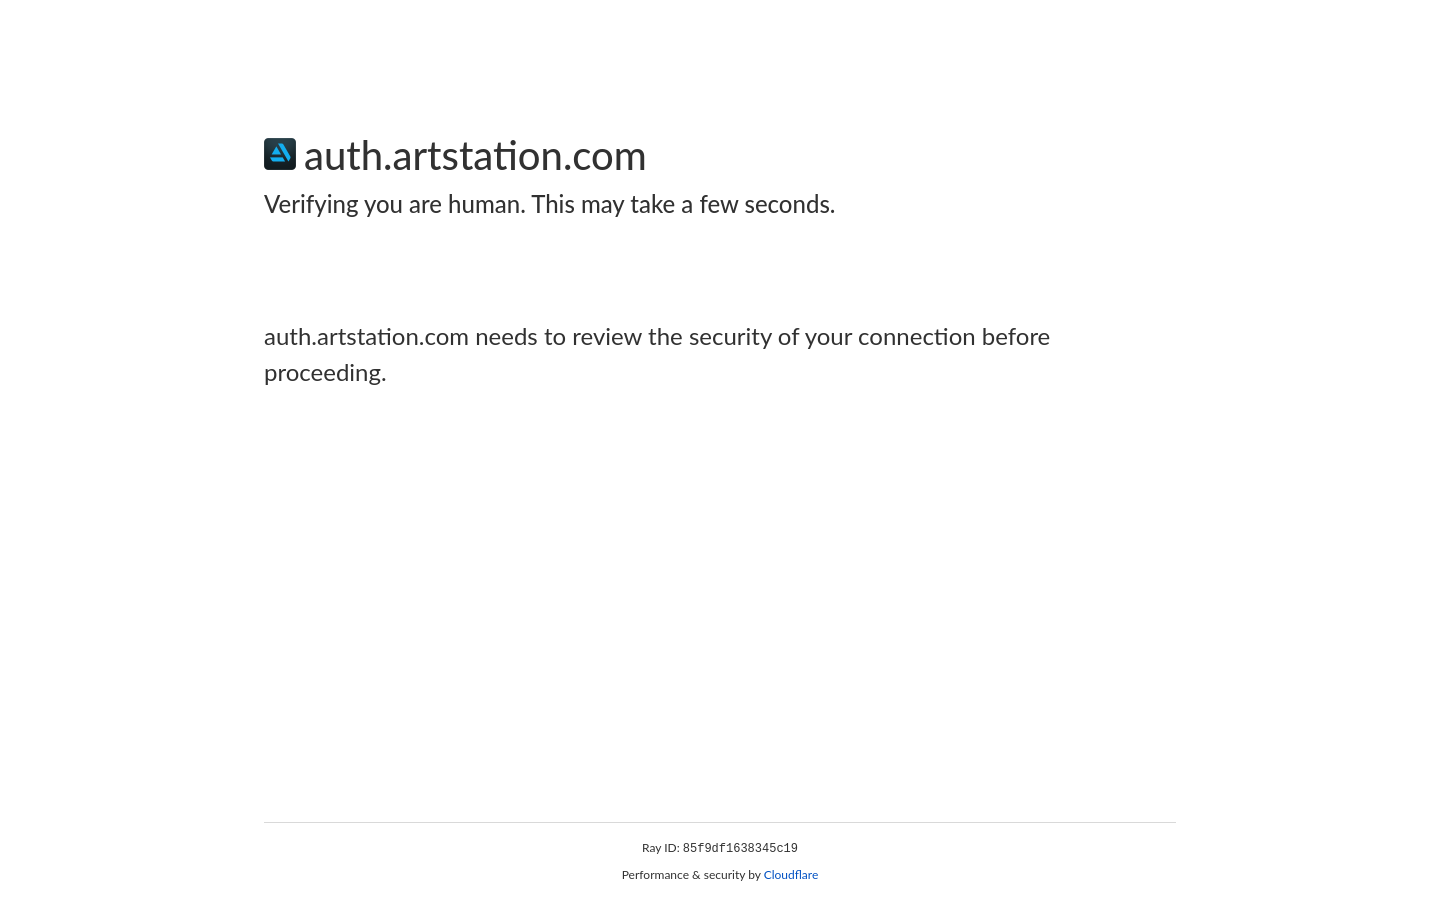 auth.artstation.com
Verifying you are human. This may take a few seconds.
auth.artstation.com needs to review the security of your connection before
proceeding.
Ray ID: 85f9df1638345c19
Performance & security by Cloudflare